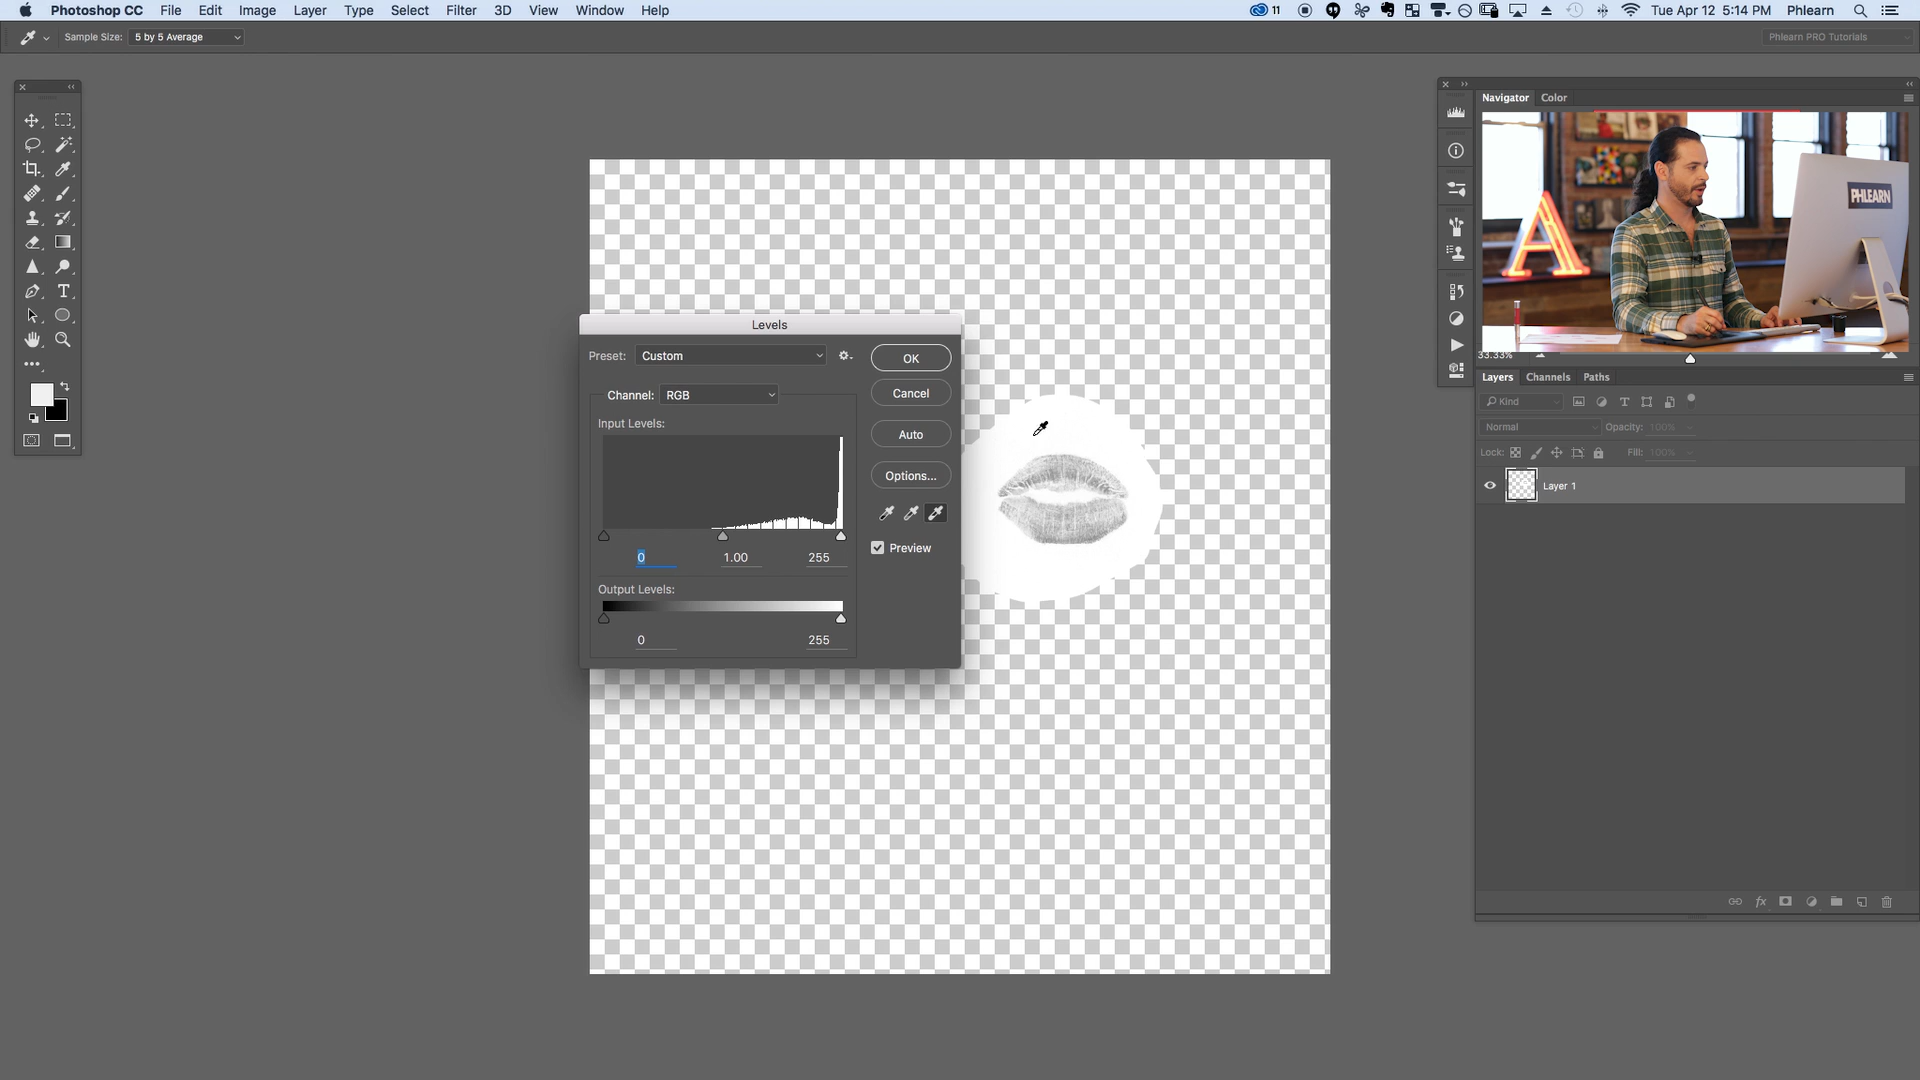 Photoshop CC File Edit Image Layer Type Select Filter 3D View Window Help 11 Tue Apr 12 5:14 PM Phlearn
Sample Size: 5 by 5 Average Phlearn PRO Tutorials
Navigator Color
PHLEARN
A
33.33%
Layers Channels Paths
Kind
Normal Opacity: 100%
Lock: Fill: 100%
Layer 1
fx
Levels
Preset: Custom OK
Channel: RGB Cancel
Input Levels: Auto
Options...
Preview
0 1.00 255
Output Levels:
0 255
T